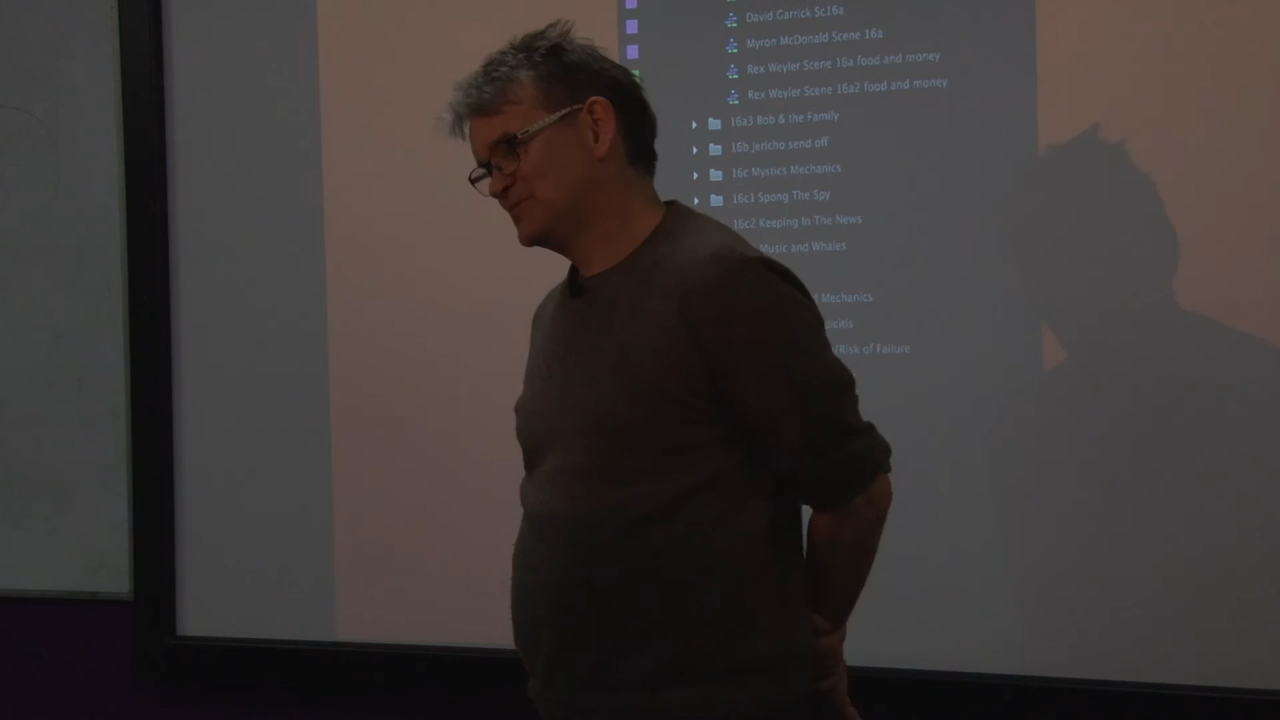 David Garrick Sc16a
Myron McDonald Scene 16a
Rex Weyler Scene 16a food and money
Rex Weyler Scene 16a2 food and money
16a3 Bob & the Family
16b Jericho send off
16c Mystics Mechanics
16c1 Spong The Spy
16c2 Keeping In The News
Music and Whales
d Mechanics
/Risk of Failure